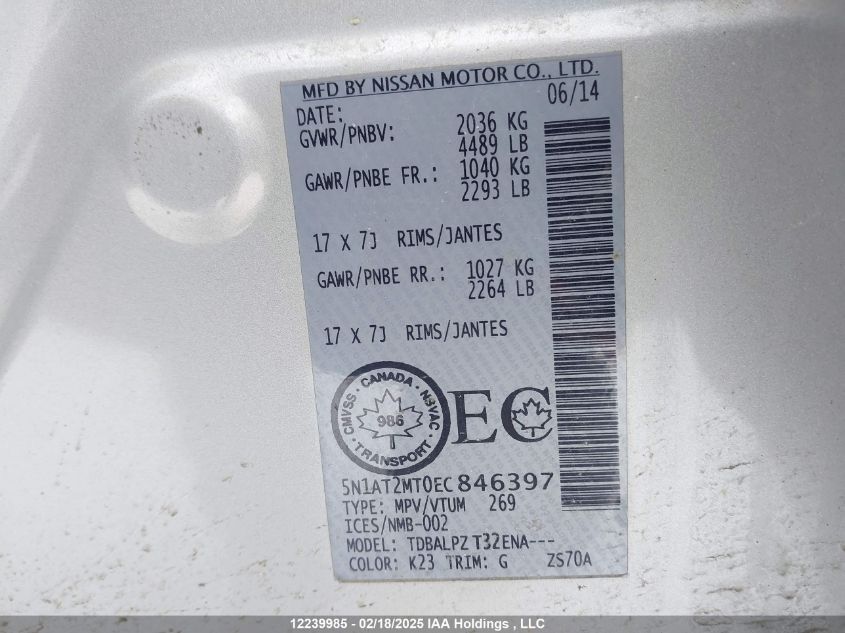 MFD BY NISSAN MOTOR CO., LTD.
DATE: 06/14
GVWR/PNBV: 2036 KG
4489 LB
GAWR/PNBE FR.: 1040 KG
2293 LB
17 X 7J RIMS/JANTES
GAWR/PNBE RR.: 1027 KG
2264 LB
17 X 7J RIMS/JANTES
CANADA · NSVAC · TRANSPORT · CMVSS ·
986
EC
5N1AT2MT0EC846397
TYPE: MPV/VTUM 269
ICES/NMB-002
MODEL: TDBALPZ T32ENA---
COLOR: K23 TRIM: G ZS70A
12239985 - 02/18/2025 IAA Holdings , LLC